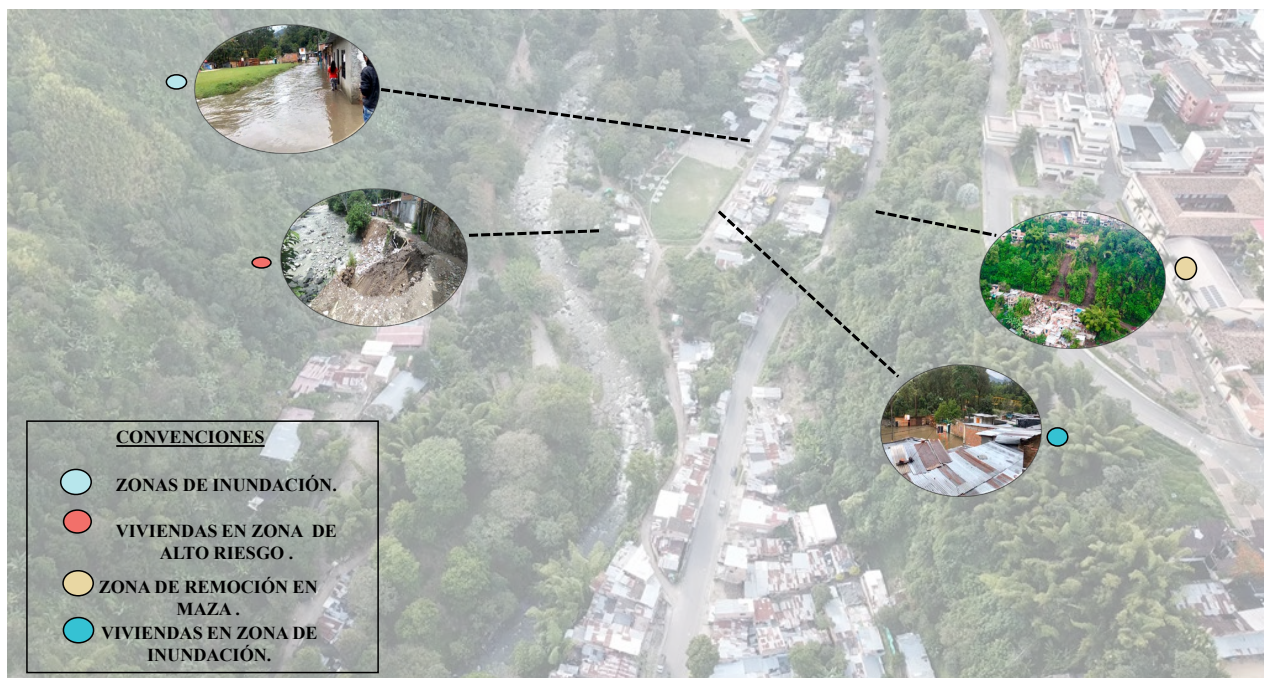 CONVENCIONES
ZONAS DE INUNDACIÓN.
VIVIENDAS EN ZONA DE
ALTO RIESGO .
ZONA DE REMOCIÓN EN
MAZA .
VIVIENDAS EN ZONA DE
INUNDACIÓN.